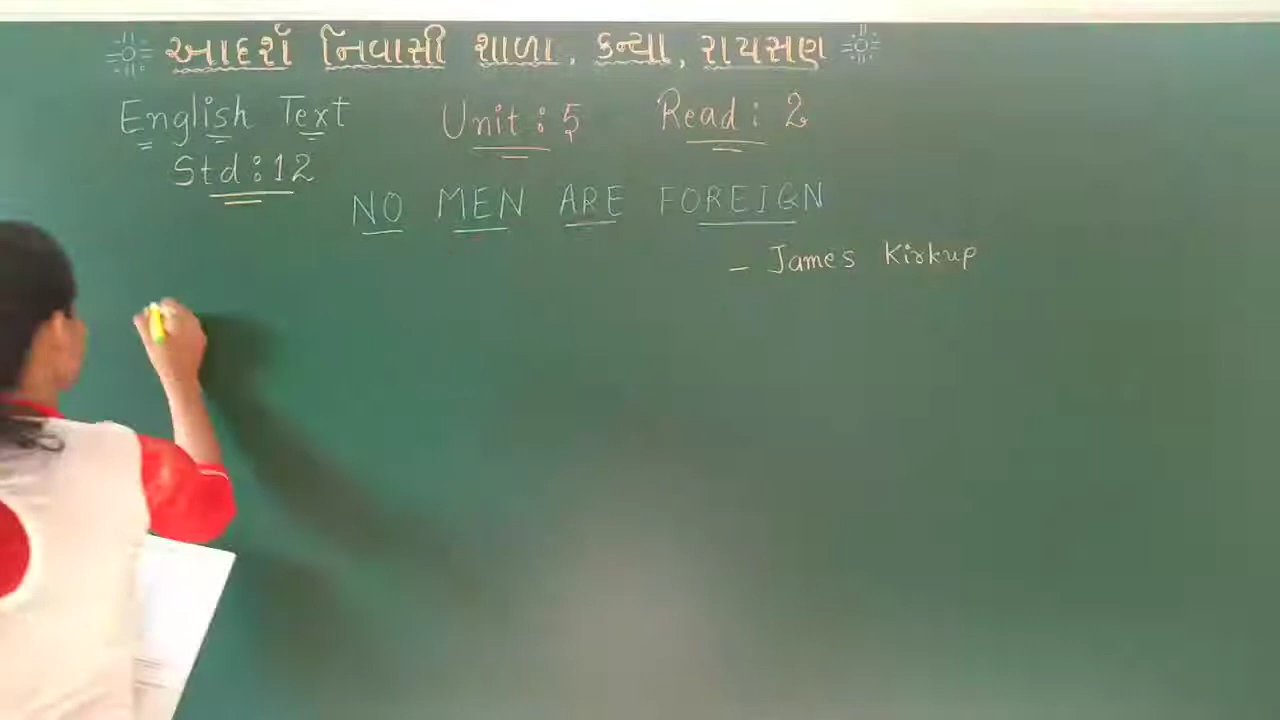 આદર્શ નિવાસી શાળા, કન્યા, રાયસણ
English Text Unit : 5 Read : 2
Std : 12
NO MEN ARE FOREIGN
– James Kirkup